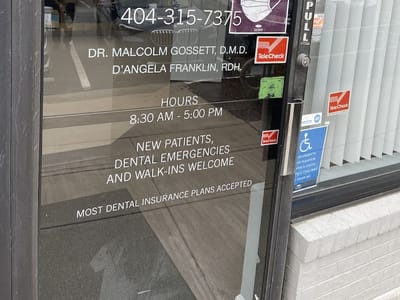 404-315-7375
DR. MALCOLM GOSSETT, D.M.D.
D'ANGELA FRANKLIN, RDH.
HOURS
8:30 AM - 5:00 PM
NEW PATIENTS,
DENTAL EMERGENCIES
AND WALK-INS WELCOME
MOST DENTAL INSURANCE PLANS ACCEPTED
PULL
TeleCheck
TeleCheck
TeleCheck